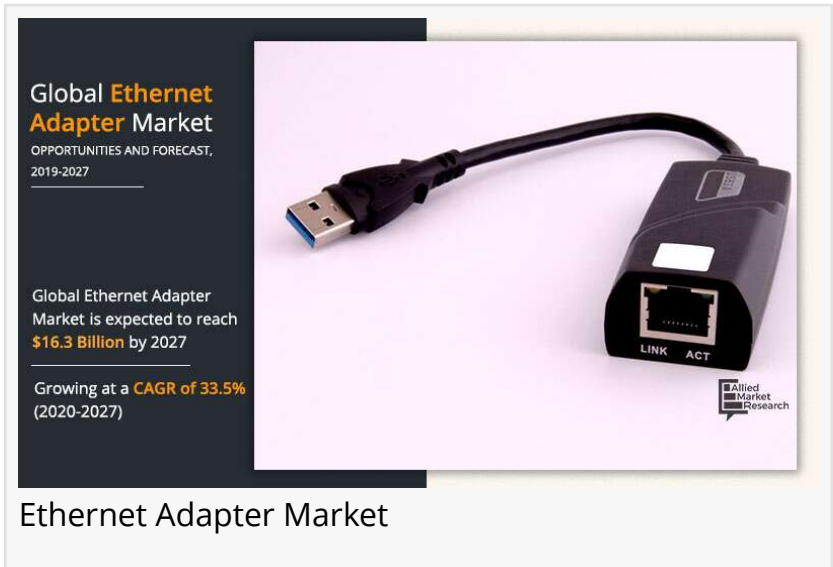 Global Ethernet
Adapter Market
OPPORTUNITIES AND FORECAST,
2019-2027
Global Ethernet Adapter
Market is expected to reach
$16.3 Billion by 2027
Growing at a CAGR of 33.5%
(2020-2027)
LINK ACT
Allied
Market
Research
Ethernet Adapter Market